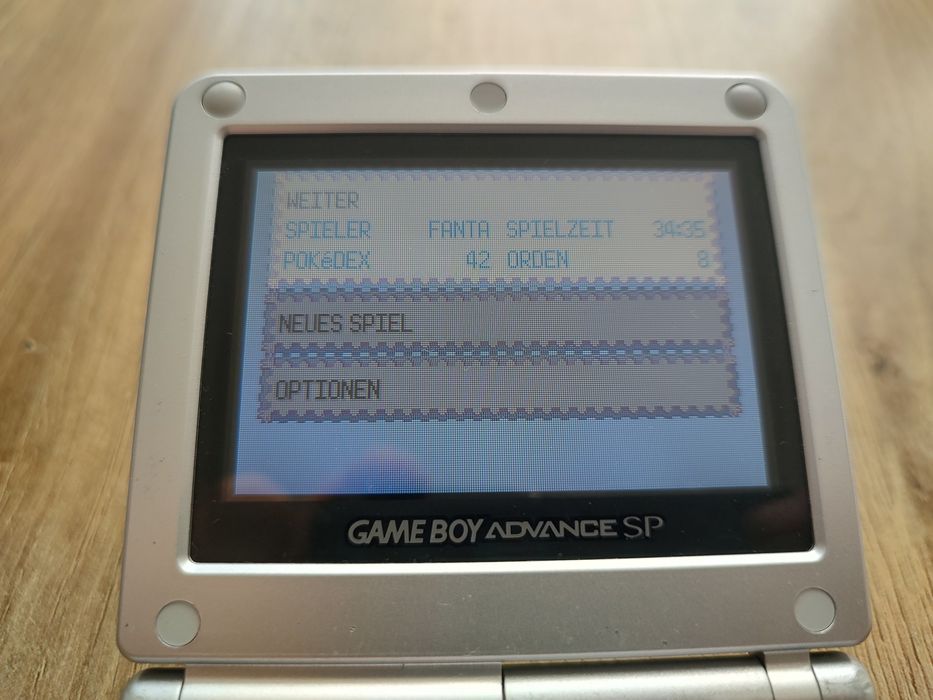 WEITER
SPIELER FANTA SPIELZEIT 34:35
POKéDEX 42 ORDEN 8
NEUES SPIEL
OPTIONEN
GAME BOY ADVANCE SP